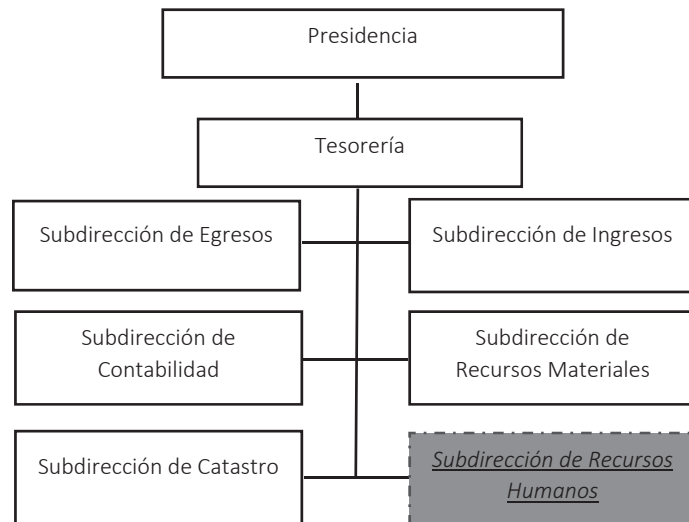 Presidencia
Tesorería
Subdirección de Egresos
Subdirección de Ingresos
Subdirección de
Contabilidad
Subdirección de
Recursos Materiales
Subdirección de Catastro
Subdirección de Recursos
Humanos